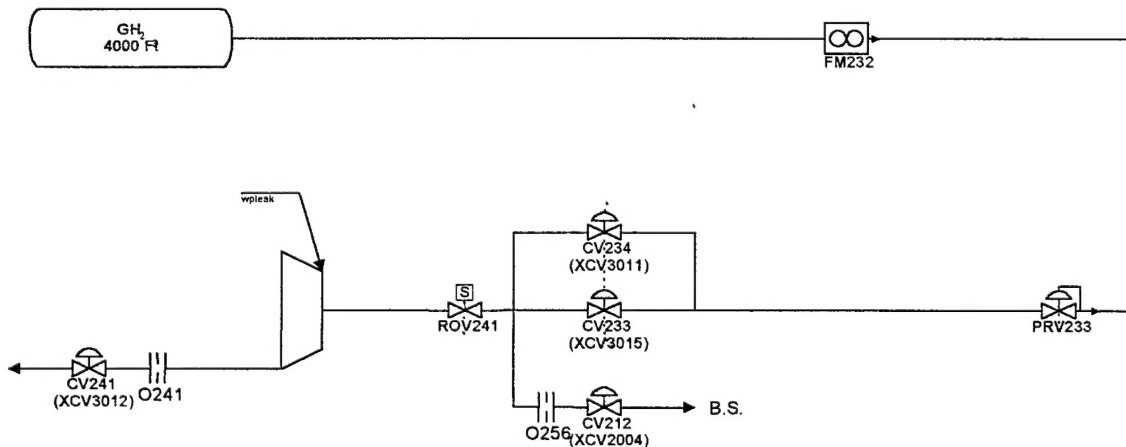 GH2
4000 Ft
FM232
wpleak
CV234
(XCV3011)
S
ROV241
CV233
(XCV3015)
PRV233
CV241
(XCV3012)
O241
O256
CV212
(XCV2004)
B.S.